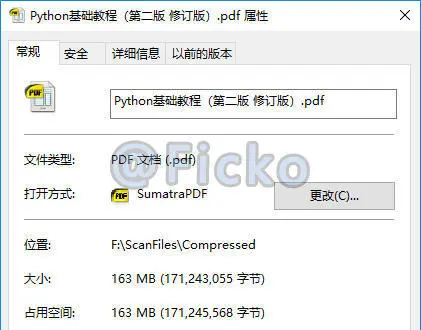 Python基础教程（第二版 修订版）.pdf 属性
常规 安全 详细信息 以前的版本
PDF
Python基础教程（第二版 修订版）.pdf
文件类型: PDF 文档 (.pdf)
@Ficko
打开方式: PDF SumatraPDF 更改(C)...
位置: F:\ScanFiles\Compressed
大小: 163 MB (171,243,055 字节)
占用空间: 163 MB (171,245,568 字节)